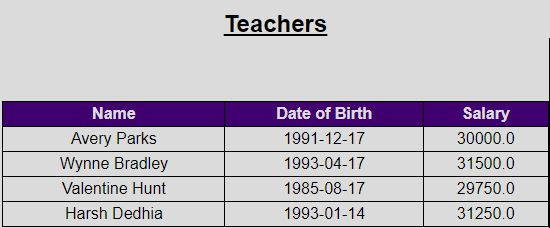 Teachers
Name Date of Birth Salary
Avery Parks 1991-12-17 30000.0
Wynne Bradley 1993-04-17 31500.0
Valentine Hunt 1985-08-17 29750.0
Harsh Dedhia 1993-01-14 31250.0